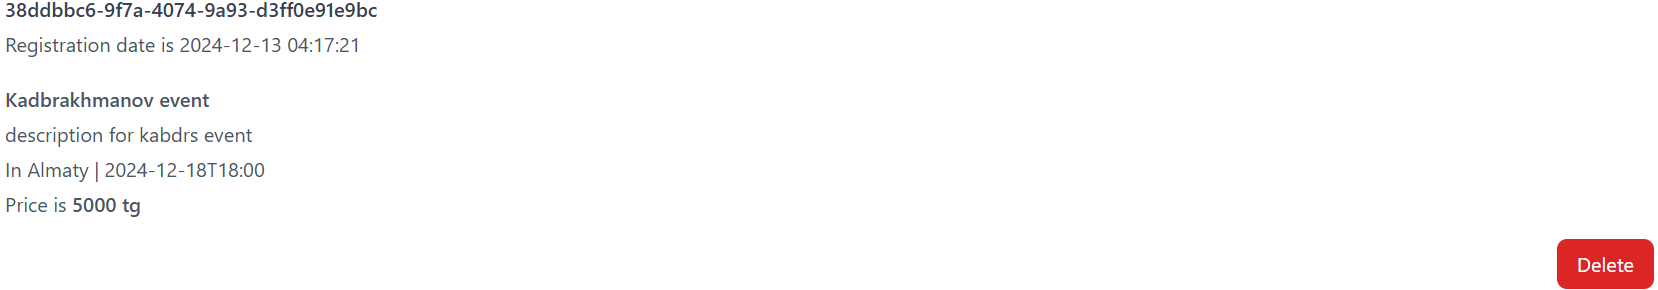 38ddbbc6-9f7a-4074-9a93-d3ff0e91e9bc
Registration date is 2024-12-13 04:17:21
Kadbrakhmanov event
description for kabdrs event
In Almaty | 2024-12-18T18:00
Price is 5000 tg
Delete